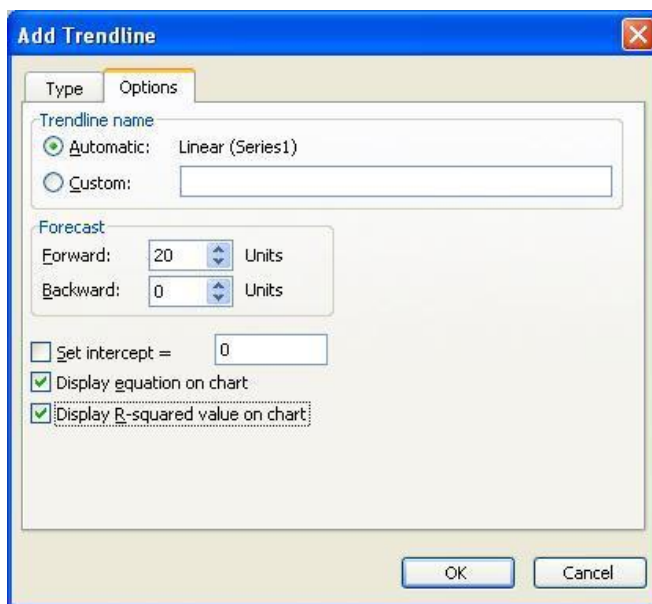 Add Trendline
Type Options
Trendline name
Automatic: Linear (Series1)
Custom:
Forecast
Forward: 20 Units
Backward: 0 Units
Set intercept = 0
Display equation on chart
Display R-squared value on chart
OK Cancel